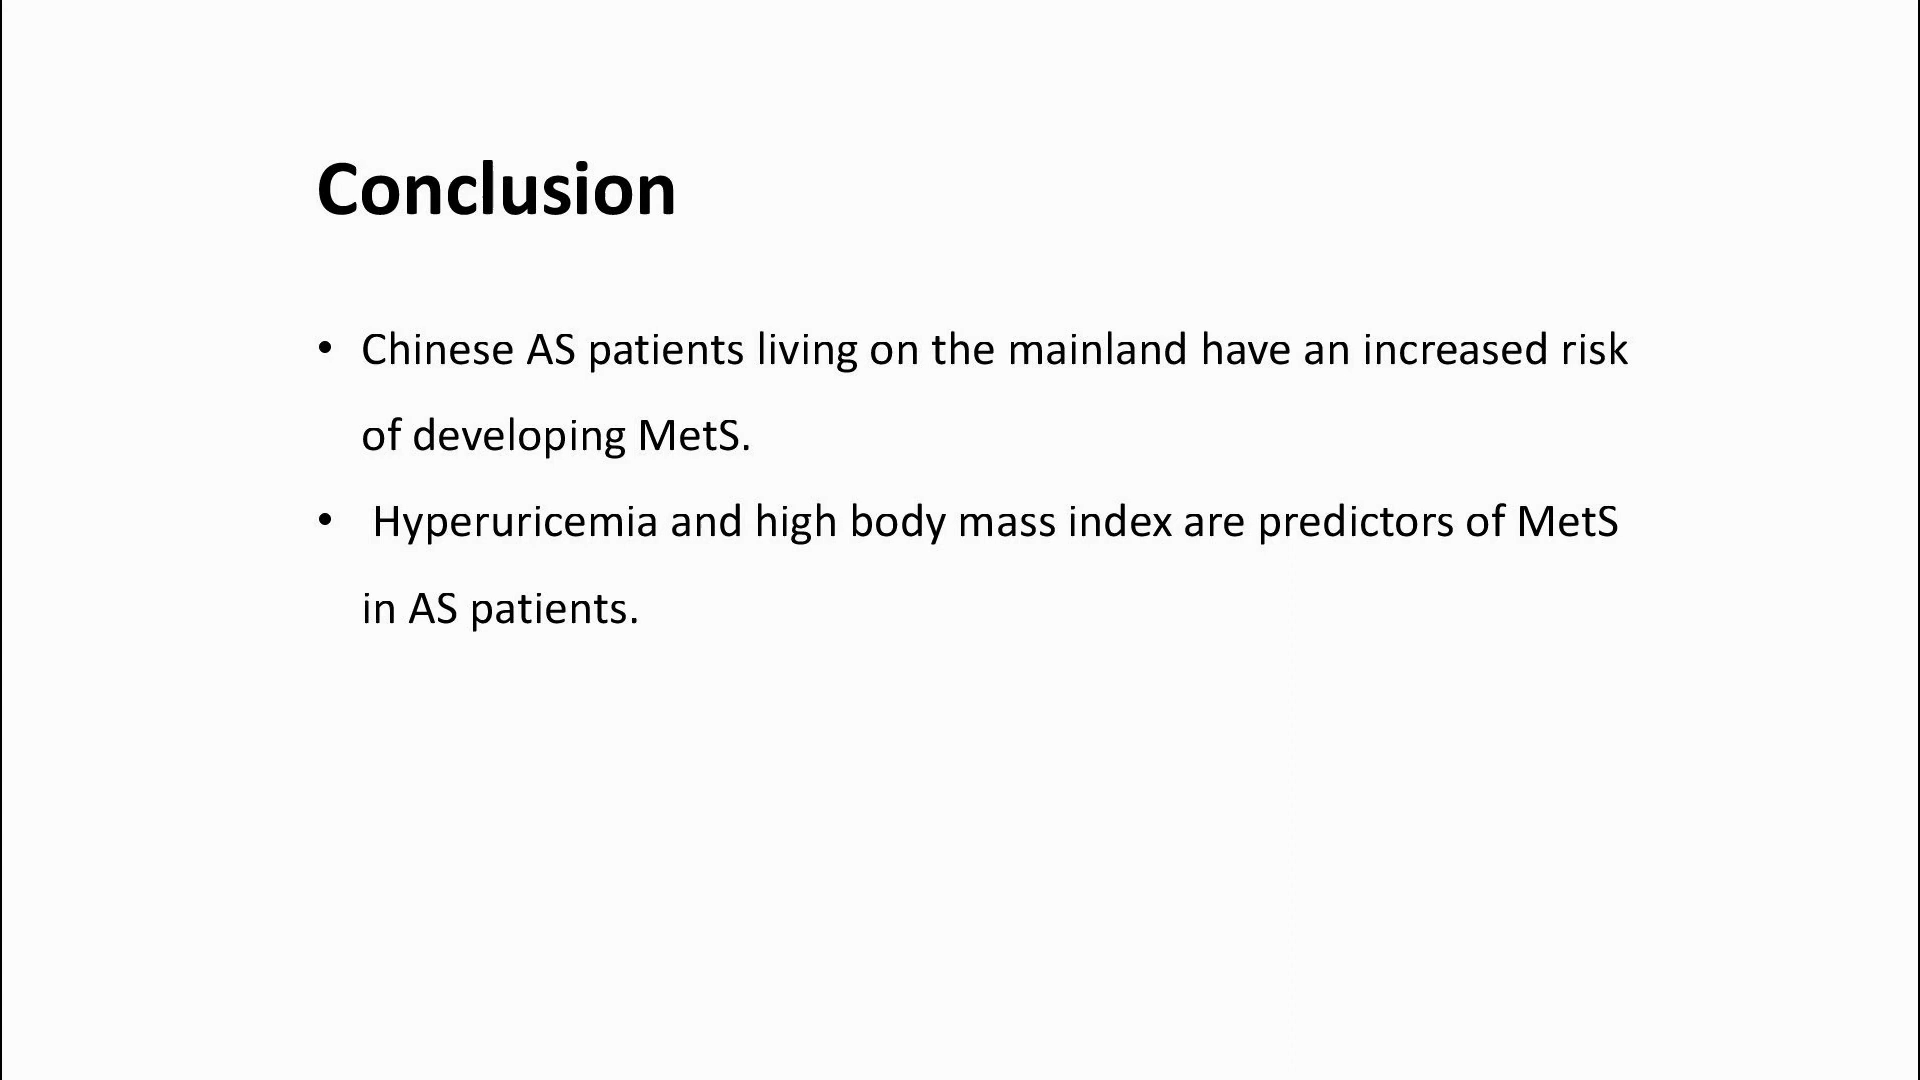 Conclusion
• Chinese AS patients living on the mainland have an increased risk
of developing MetS.
• Hyperuricemia and high body mass index are predictors of MetS
in AS patients.